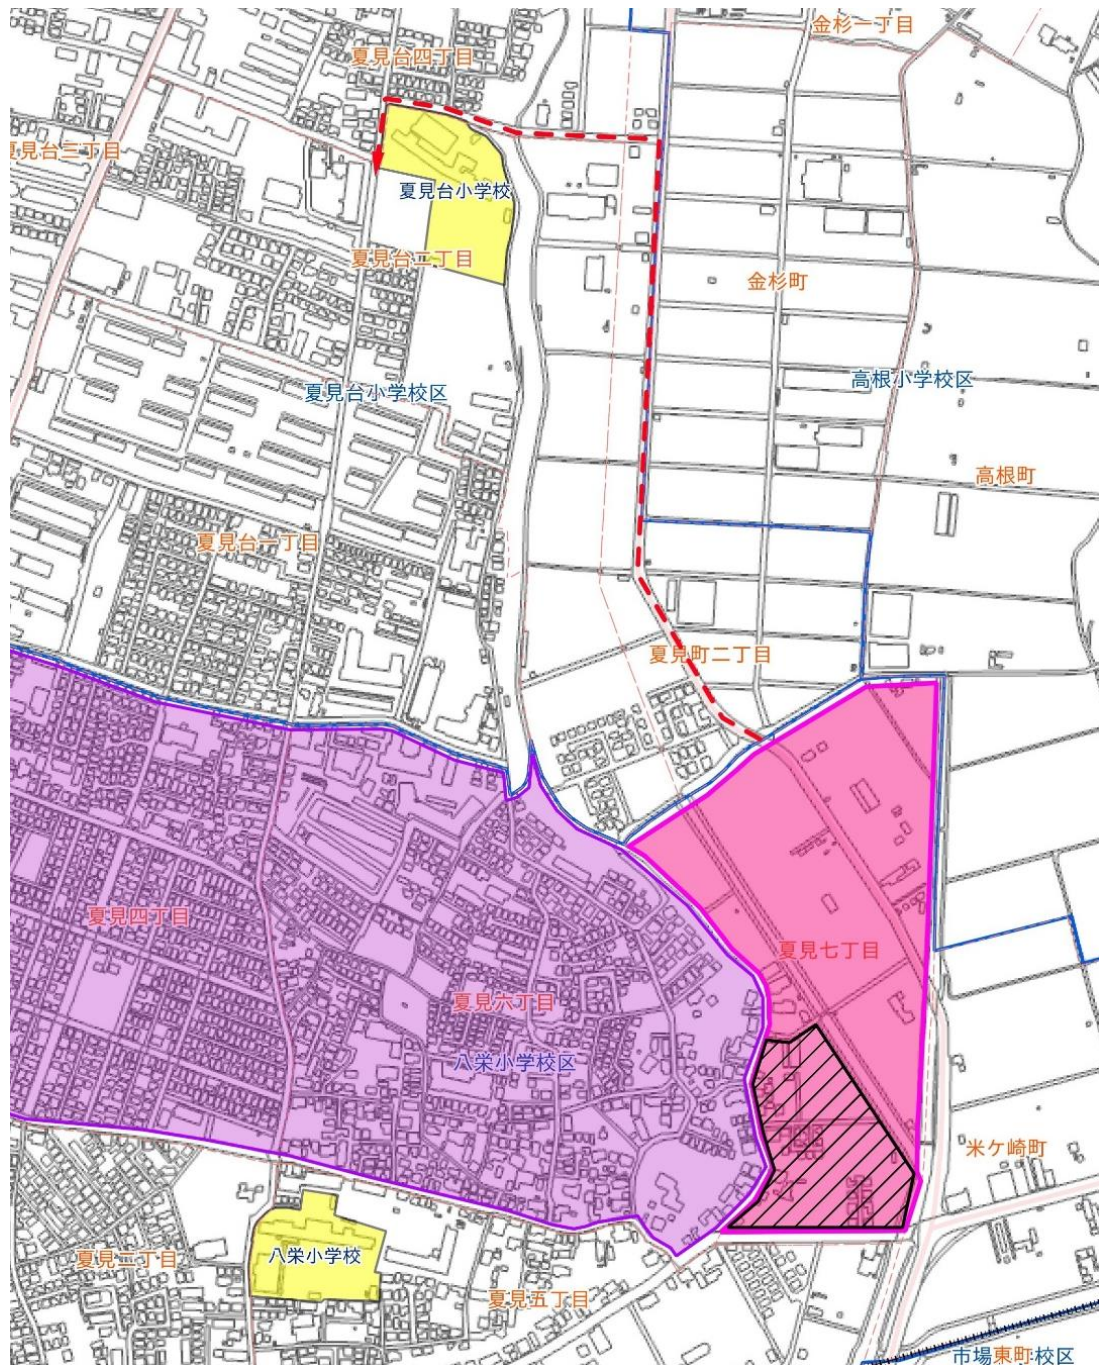 金杉一丁目
夏見台四丁目
夏見台三丁目
夏見台小学校
夏見台二丁目
金杉町
高根小学校区
夏見台小学校区
高根町
夏見台一丁目
夏見町二丁目
夏見四丁目
夏見七丁目
夏見六丁目
八栄小学校区
米ケ崎町
八栄小学校
夏見二丁目
夏見五丁目
市場東町校区